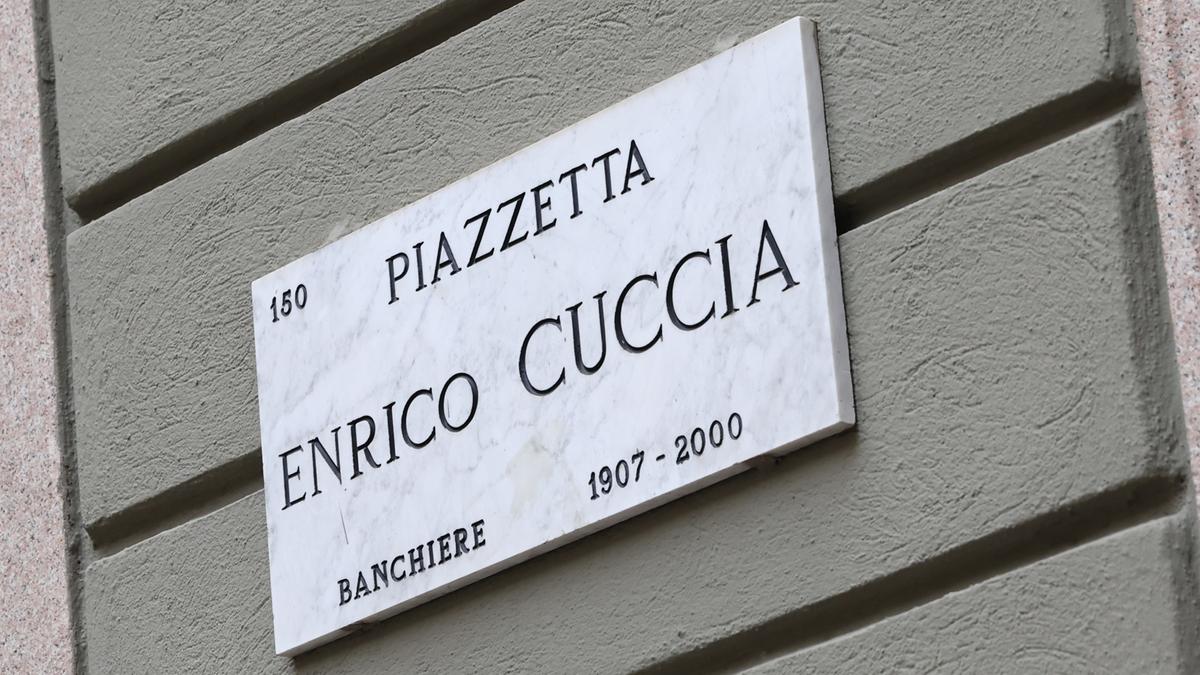 150 PIAZZETTA
ENRICO CUCCIA
BANCHIERE 1907 - 2000